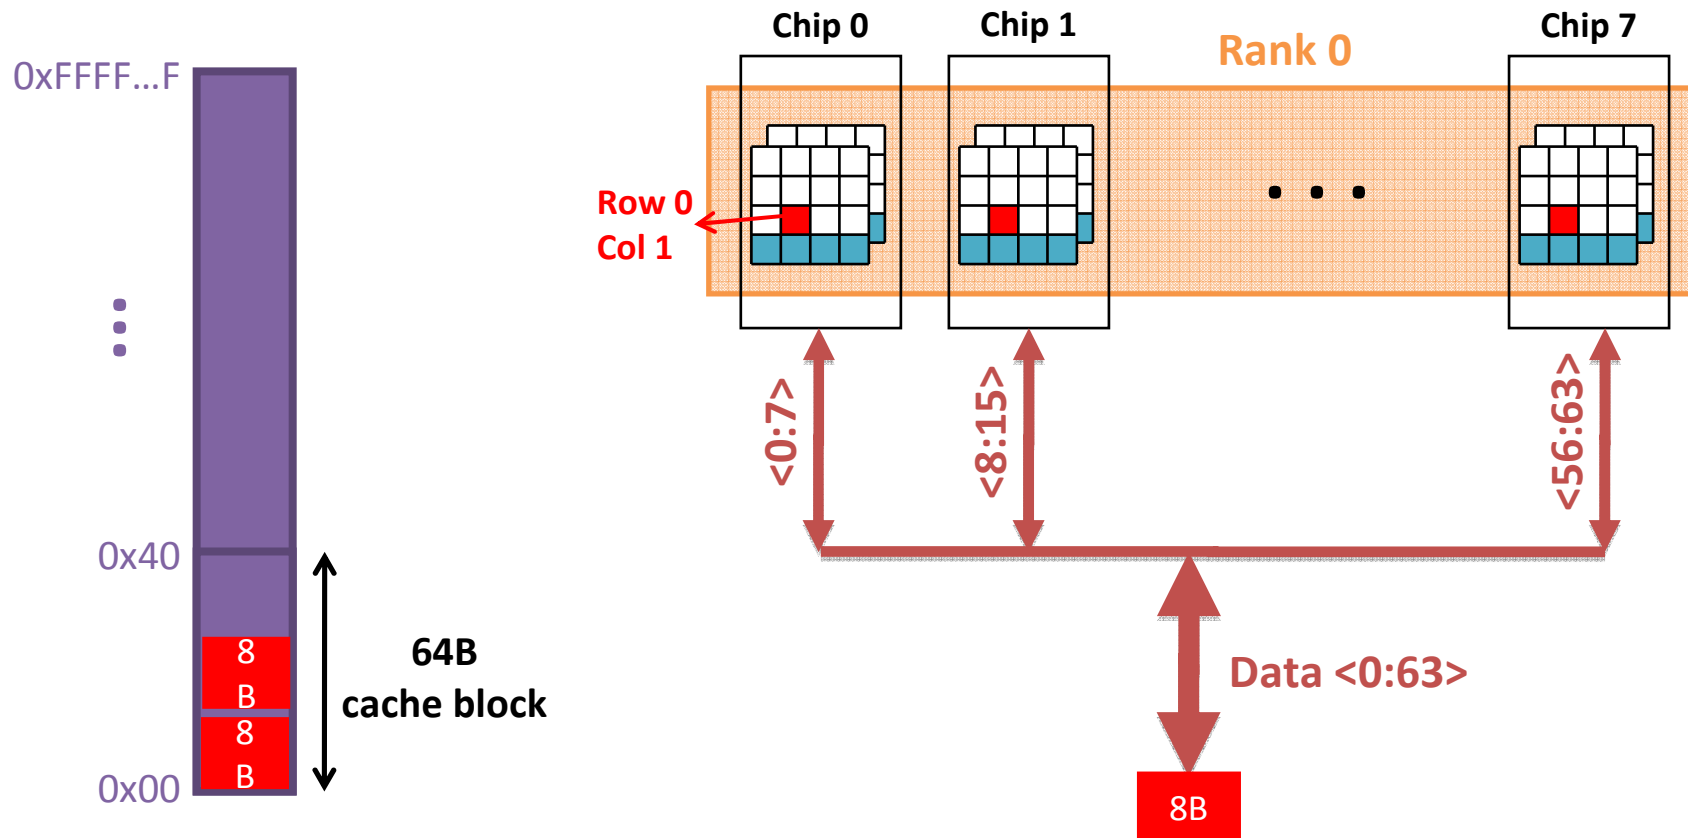 0xFFFF...F
0x40
8
B
8
B
0x00
64B
cache block
Chip 0
Chip 1
Rank 0
Chip 7
Row 0
Col 1
<0:7>
<8:15>
<56:63>
Data <0:63>
8B